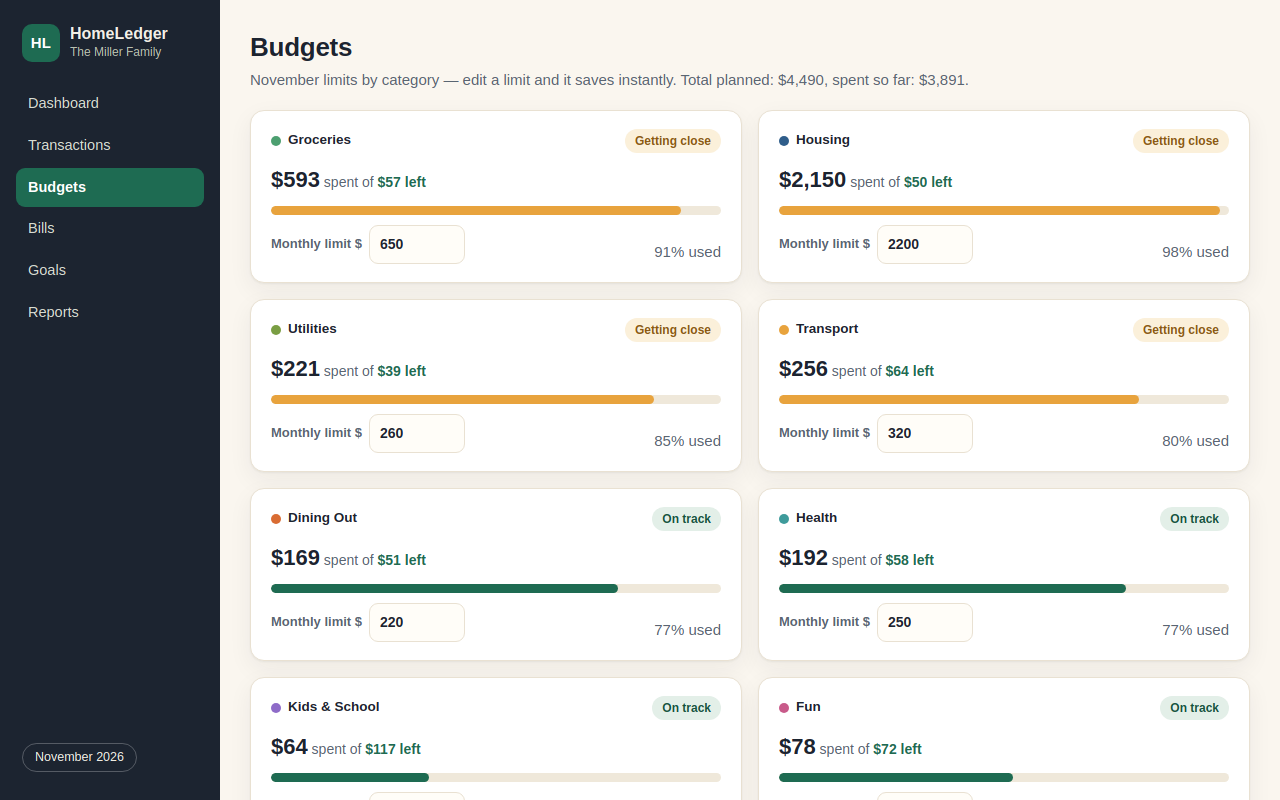 HL
HomeLedger
The Miller Family
Dashboard
Transactions
Budgets
Bills
Goals
Reports
November 2026
Budgets
November limits by category — edit a limit and it saves instantly. Total planned: $4,490, spent so far: $3,891.
Groceries
Getting close
$593 spent of $57 left
Monthly limit $ 650
91% used
Housing
Getting close
$2,150 spent of $50 left
Monthly limit $ 2200
98% used
Utilities
Getting close
$221 spent of $39 left
Monthly limit $ 260
85% used
Transport
Getting close
$256 spent of $64 left
Monthly limit $ 320
80% used
Dining Out
On track
$169 spent of $51 left
Monthly limit $ 220
77% used
Health
On track
$192 spent of $58 left
Monthly limit $ 250
77% used
Kids & School
On track
$64 spent of $117 left
Fun
On track
$78 spent of $72 left